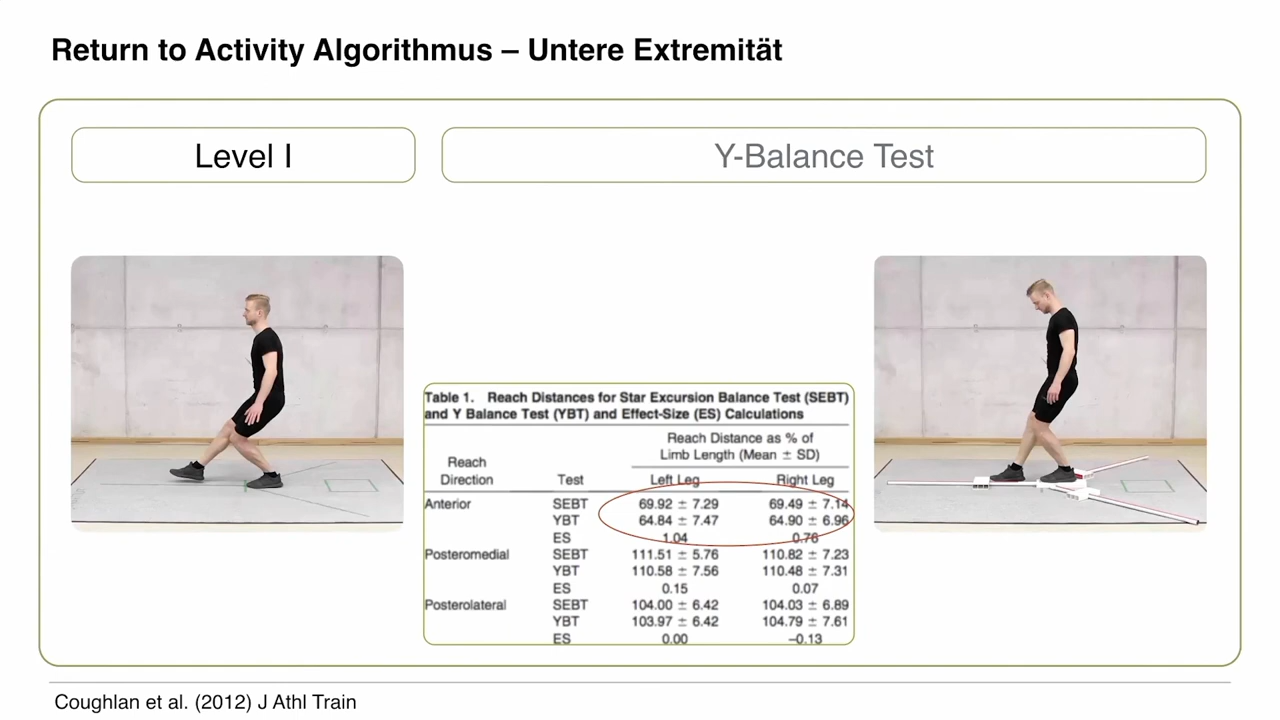 Return to Activity Algorithmus – Untere Extremität
Level I
Y-Balance Test
Table 1. Reach Distances for Star Excursion Balance Test (SEBT)
and Y Balance Test (YBT) and Effect-Size (ES) Calculations
Reach Distance as % of
Limb Length (Mean ± SD)
Reach
Direction Test Left Leg Right Leg
Anterior SEBT 69.92 ± 7.29 69.49 ± 7.14
YBT 64.84 ± 7.47 64.90 ± 6.96
ES 1.04 0.76
Posteromedial SEBT 111.51 ± 5.76 110.82 ± 7.23
YBT 110.58 ± 7.56 110.48 ± 7.31
ES 0.15 0.07
Posterolateral SEBT 104.00 ± 6.42 104.03 ± 6.89
YBT 103.97 ± 6.42 104.79 ± 7.61
ES 0.00 –0.13
Coughlan et al. (2012) J Athl Train